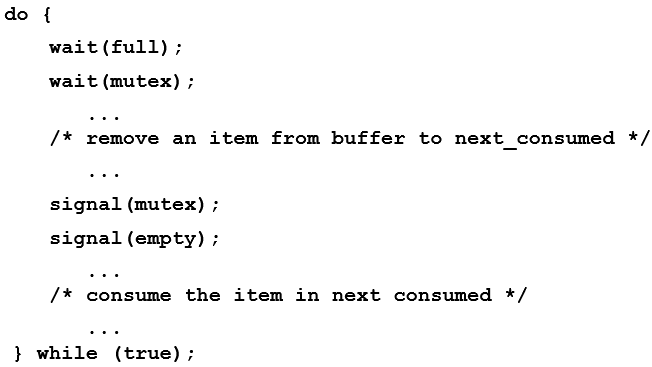 do {
wait(full);
wait(mutex);
...
/* remove an item from buffer to next_consumed */
...
signal(mutex);
signal(empty);
...
/* consume the item in next consumed */
...
} while (true);